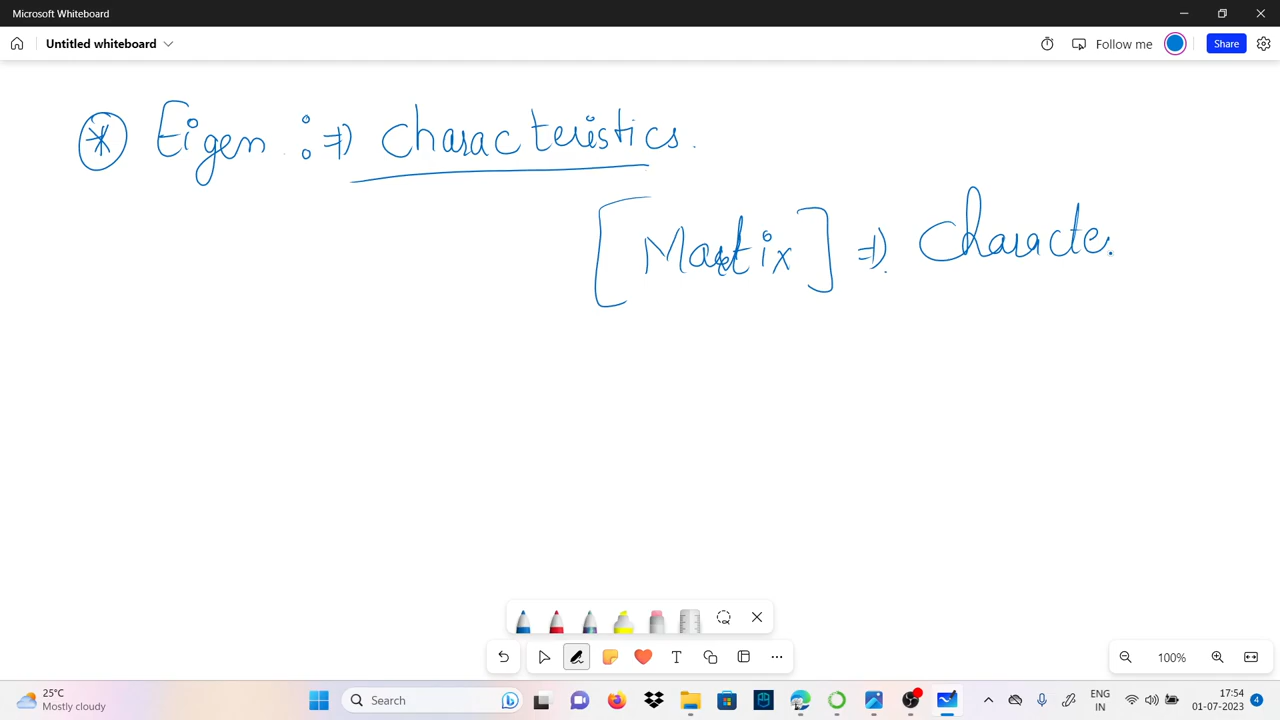 Microsoft Whiteboard
Untitled whiteboard
Follow me
Share
Eigen :⇒ characteristics.
[Matrix] ⇒ Characte.
100%
25°C
Mostly cloudy
Search
ENG
IN
17:54
01-07-2023
4